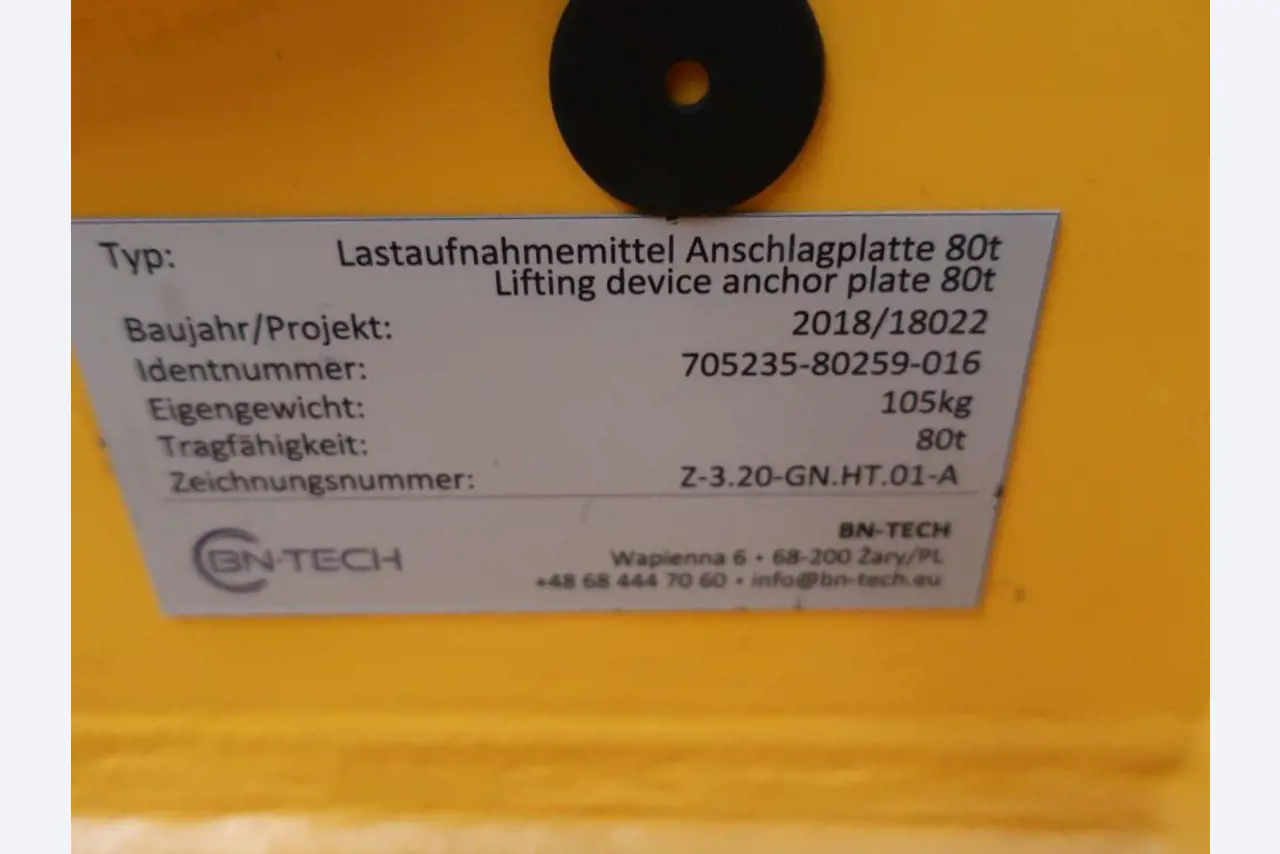 Typ: Lastaufnahmemittel Anschlagplatte 80t
Lifting device anchor plate 80t
Baujahr/Projekt: 2018/18022
Identnummer: 705235-80259-016
Eigengewicht: 105kg
Tragfähigkeit: 80t
Zeichnungsnummer: Z-3.20-GN.HT.01-A
BN-TECH
BN-TECH
Wapienna 6 • 68-200 Żary/PL
+48 68 444 70 60 • info@bn-tech.eu